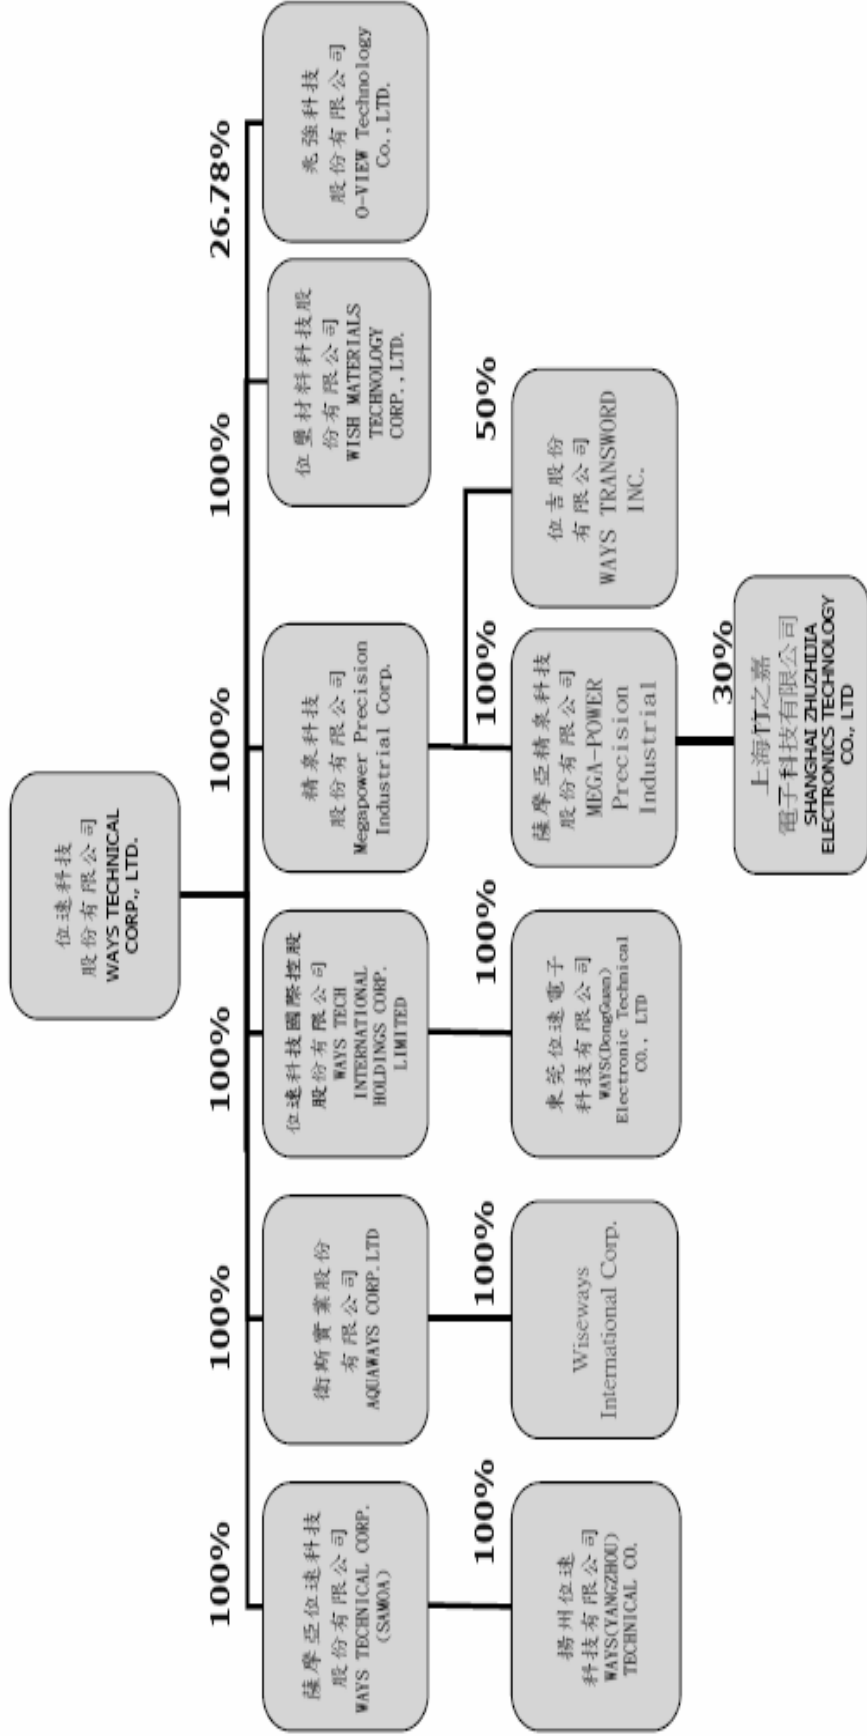 位速科技
股份有限公司
WAYS TECHNICAL
CORP., LTD.
100%
薩摩亞位速科技
股份有限公司
WAYS TECHNICAL CORP.
(SAMOA)
100%
衛斯實業股份
有限公司
AQUAWAYS CORP.LTD
100%
位速科技國際控股
股份有限公司
WAYS TECH
INTERNATIONAL
HOLDINGS CORP.
LIMITED
100%
精泉科技
股份有限公司
Megapower Precision
Industrial Corp.
100%
位璽材料科技股
份有限公司
WISH MATERIALS
TECHNOLOGY
CORP.,LTD.
26.78%
兆強科技
股份有限公司
O-VIEW Technology
Co.,LTD.
100%
揚州位速
科技有限公司
WAYS(YANGZHOU)
TECHNICAL CO.
100%
Wiseways
International Corp.
100%
東莞位速電子
科技有限公司
WAYS(DongGuan)
Electronic Technical
CO., LTD
100%
薩摩亞精泉科技
股份有限公司
MEGA-POWER
Precision
Industrial
50%
位吉股份
有限公司
WAYS TRANSWORD
INC.
30%
上海竹之嘉
電子科技有限公司
SHANGHAI ZHUZHIJIA
ELECTRONICS TECHNOLOGY
CO., LTD